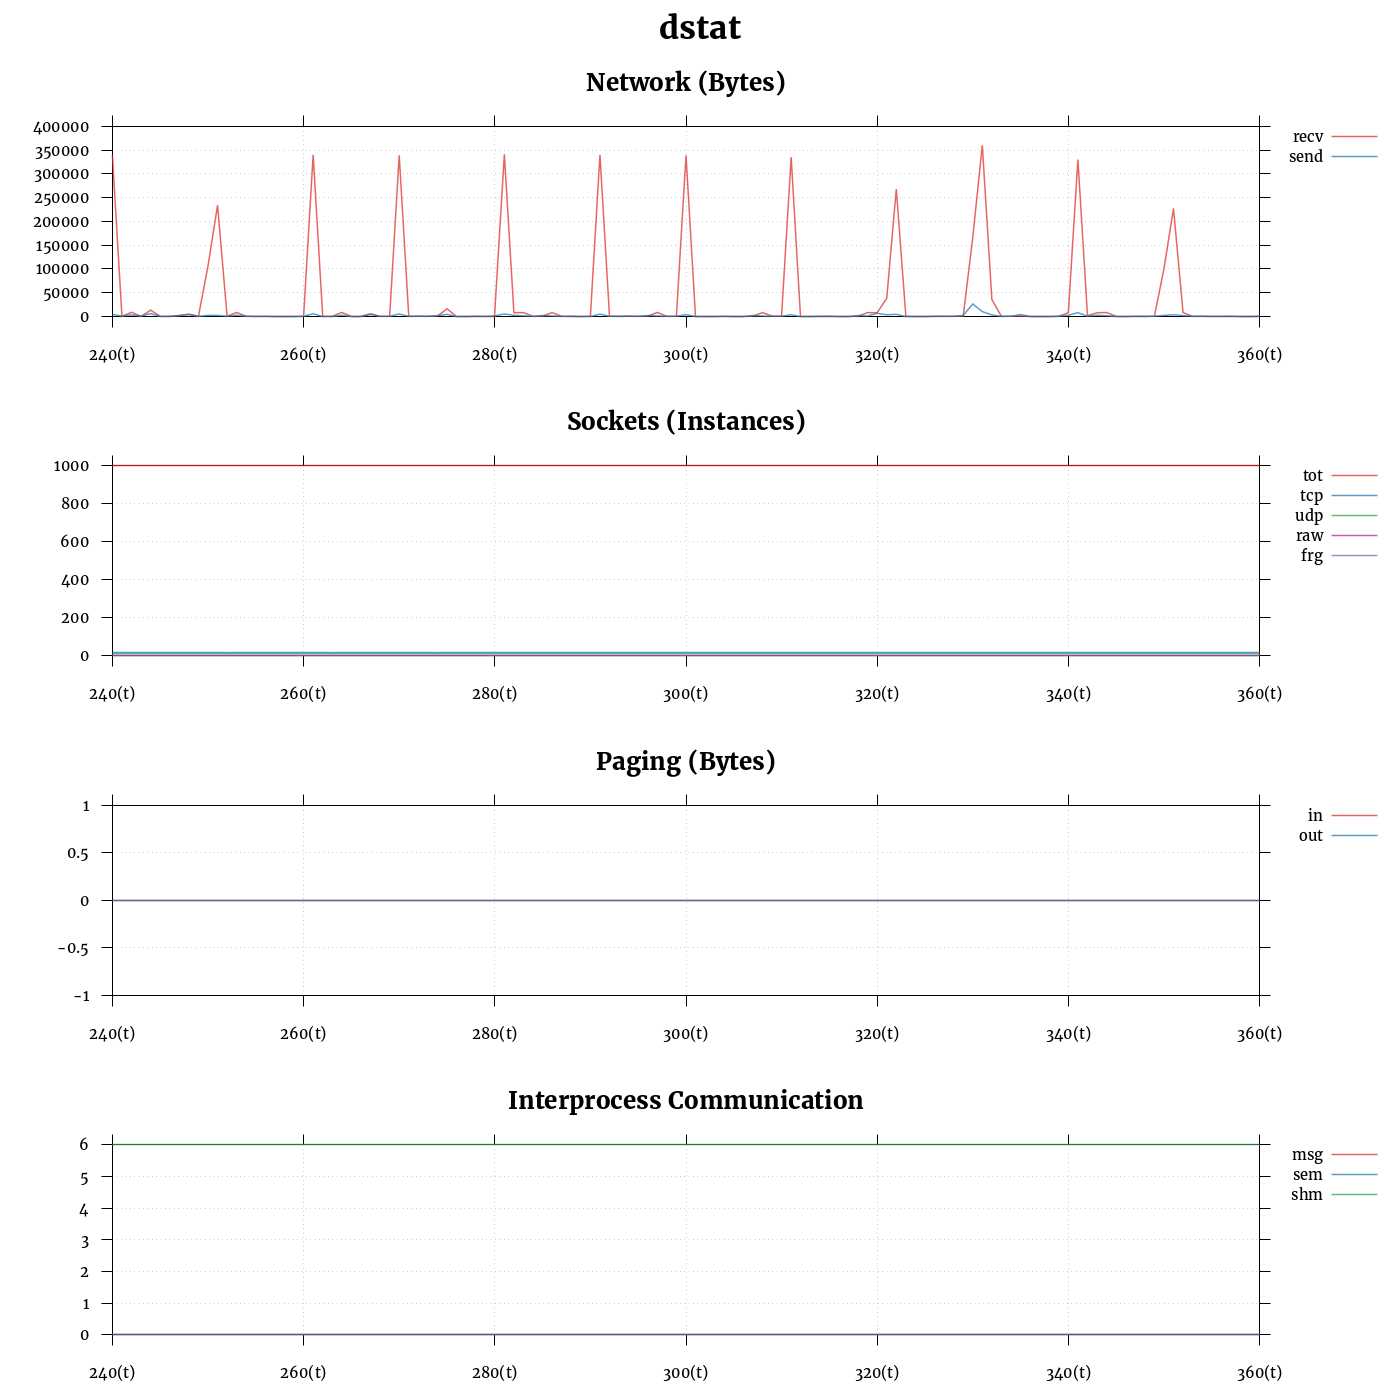 dstat
Network (Bytes)
400000
350000
300000
250000
200000
150000
100000
50000
0
240(t) 260(t) 280(t) 300(t) 320(t) 340(t) 360(t)
recv
send
Sockets (Instances)
1000
800
600
400
200
0
240(t) 260(t) 280(t) 300(t) 320(t) 340(t) 360(t)
tot
tcp
udp
raw
frg
Paging (Bytes)
1
0.5
0
-0.5
-1
240(t) 260(t) 280(t) 300(t) 320(t) 340(t) 360(t)
in
out
Interprocess Communication
6
5
4
3
2
1
0
240(t) 260(t) 280(t) 300(t) 320(t) 340(t) 360(t)
msg
sem
shm